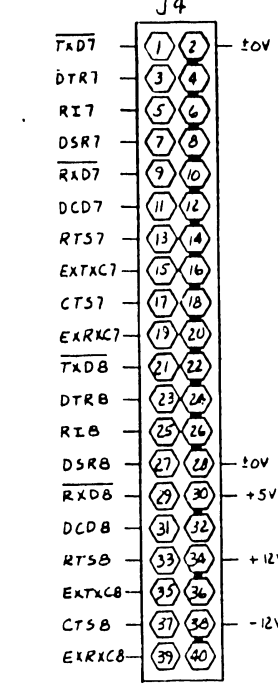 J4
TXD7 1 2 ±0V
DTR7 3 4
RI7 5 6
DSR7 7 8
RXD7 9 10
DCD7 11 12
RTS7 13 14
EXTXC7 15 16
CTS7 17 18
EXRXC7 19 20
TXD8 21 22
DTR8 23 24
RI8 25 26
DSR8 27 28 ±0V
RXD8 29 30 +5V
DCD8 31 32
RTS8 33 34 +12V
EXTXC8 35 36
CTS8 37 38 -12V
EXRXC8 39 40